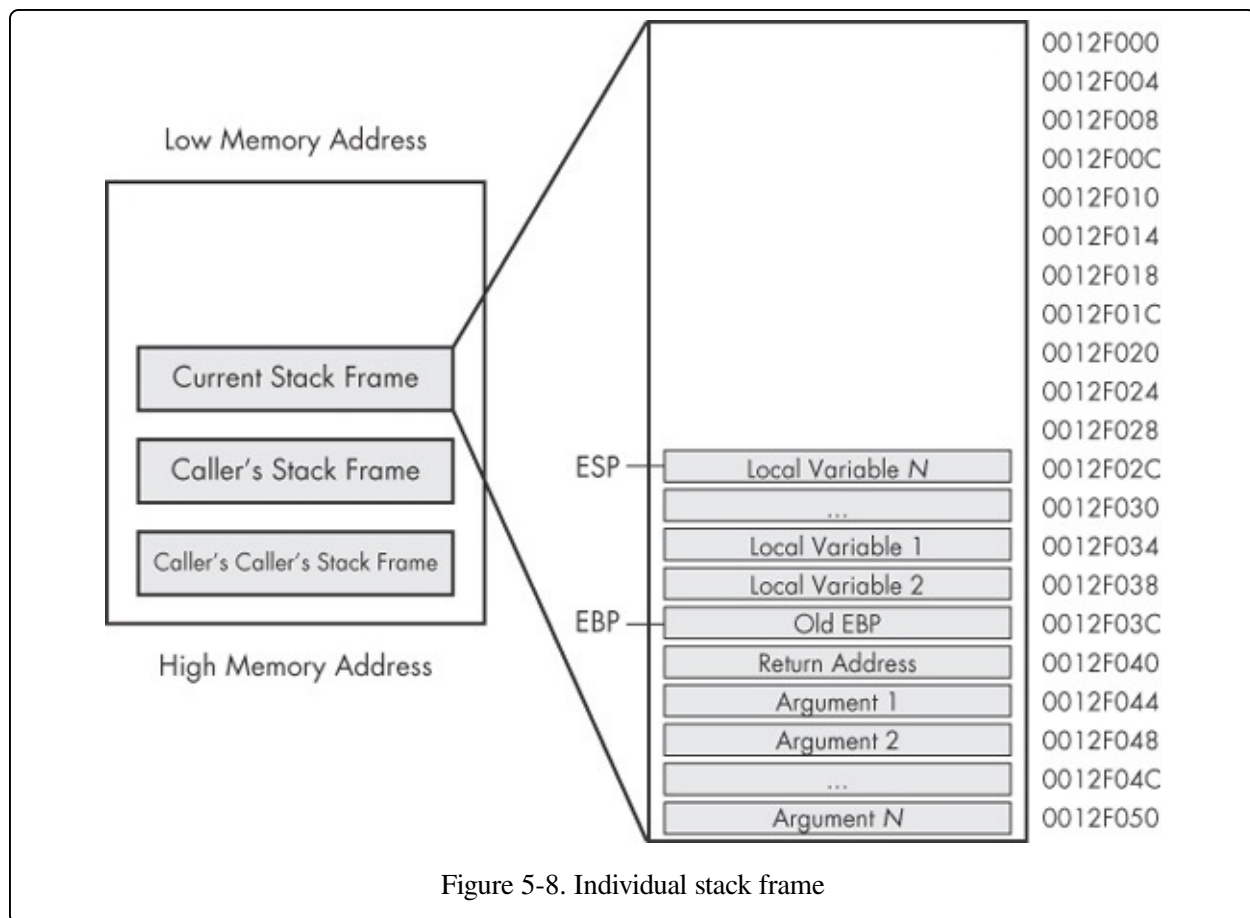 Low Memory Address
Current Stack Frame
Caller's Stack Frame
Caller's Caller's Stack Frame
High Memory Address
0012F000
0012F004
0012F008
0012F00C
0012F010
0012F014
0012F018
0012F01C
0012F020
0012F024
0012F028
ESP Local Variable N 0012F02C
... 0012F030
Local Variable 1 0012F034
Local Variable 2 0012F038
EBP Old EBP 0012F03C
Return Address 0012F040
Argument 1 0012F044
Argument 2 0012F048
... 0012F04C
Argument N 0012F050
Figure 5-8. Individual stack frame